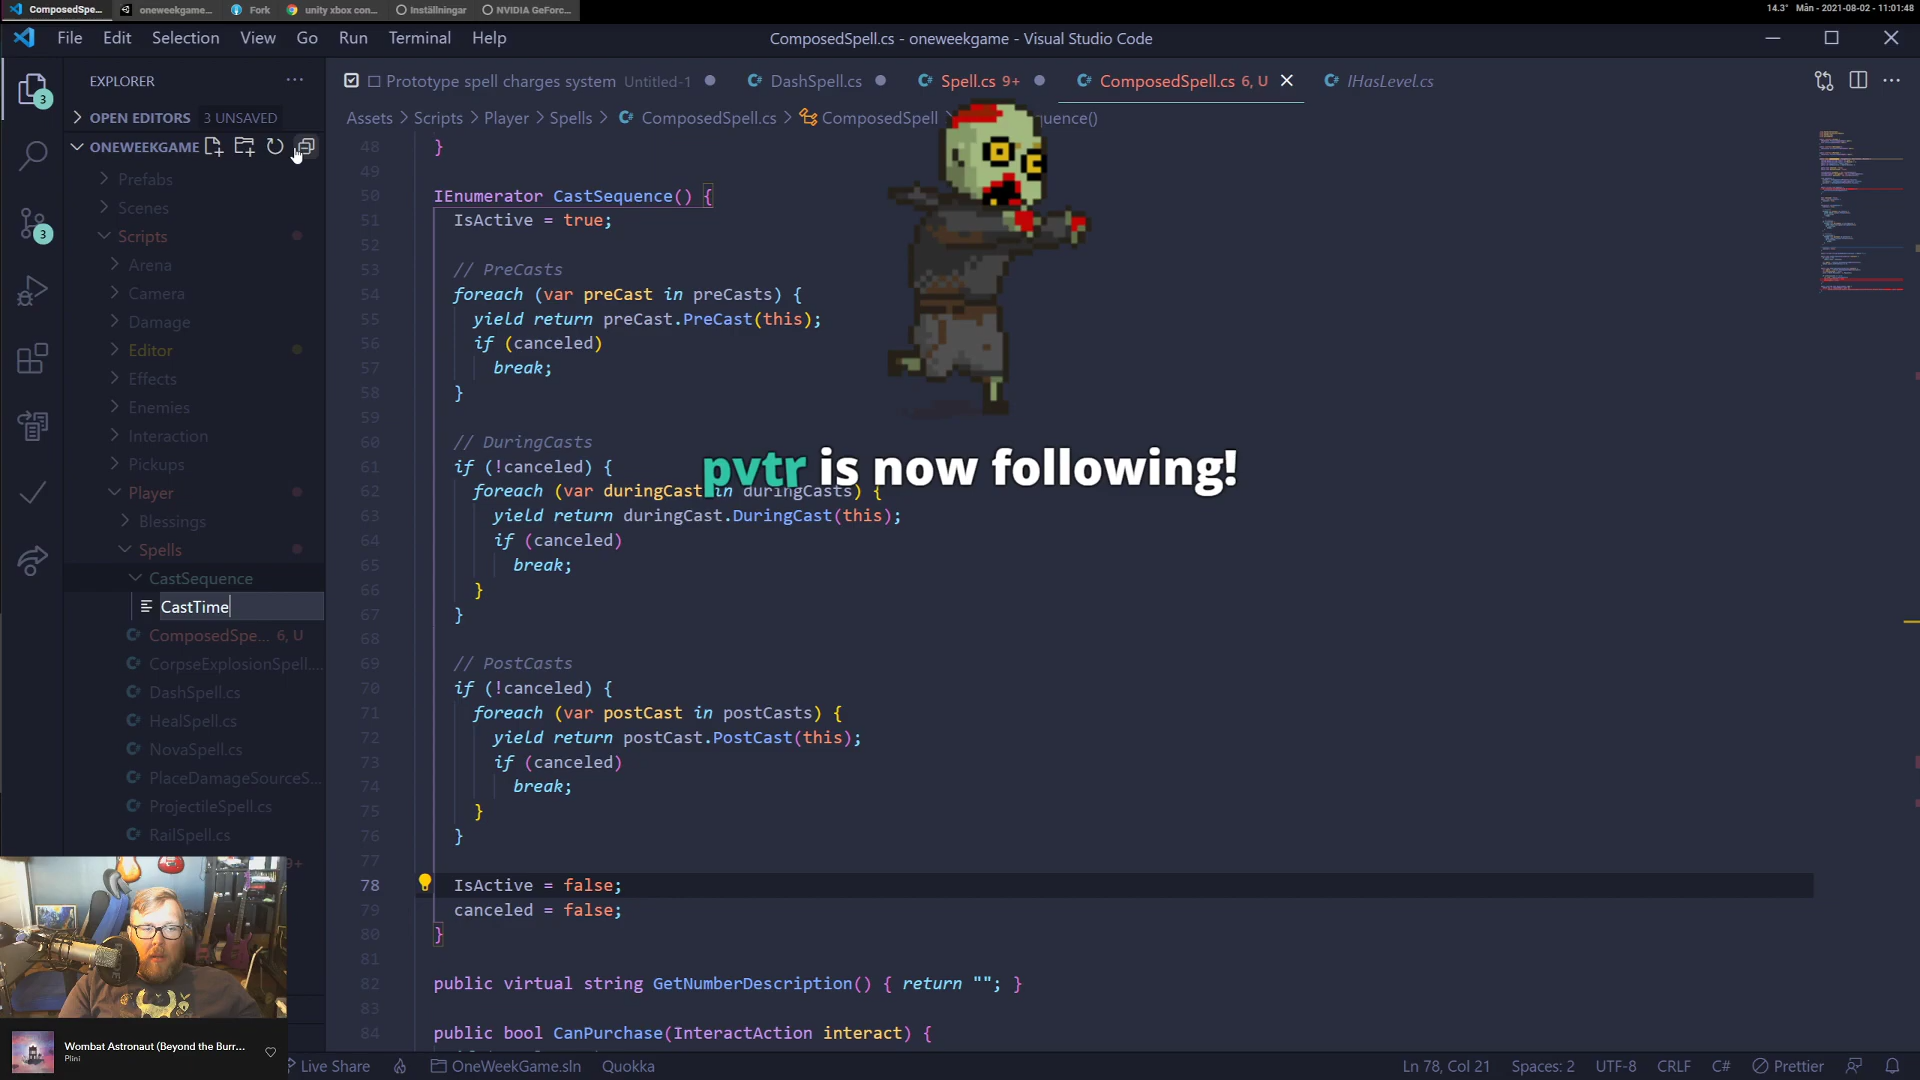 ComposedSpe...
oneweekgame...
Fork
unity xbox con...
Inställningar
NVIDIA GeForc...
14.3° Mån - 2021-08-02 - 11:01:48
File Edit Selection View Go Run Terminal Help
ComposedSpell.cs - oneweekgame - Visual Studio Code
EXPLORER
Prototype spell charges system Untitled-1
DashSpell.cs
Spell.cs 9+
ComposedSpell.cs 6, U
IHasLevel.cs
OPEN EDITORS 3 UNSAVED
Assets > Scripts > Player > Spells > ComposedSpell.cs > ComposedSpell
quence()
ONEWEEKGAME
3
3
Prefabs
Scenes
Scripts
Arena
Camera
Damage
Editor
Effects
Enemies
Interaction
Pickups
Player
Blessings
Spells
CastSequence
CastTime
ComposedSpe... 6, U
CorpseExplosionSpell....
DashSpell.cs
HealSpell.cs
NovaSpell.cs
PlaceDamageSourceS...
ProjectileSpell.cs
RailSpell.cs
9+
48 }
49
50 IEnumerator CastSequence() {
51 IsActive = true;
52
53 // PreCasts
54 foreach (var preCast in preCasts) {
55 yield return preCast.PreCast(this);
56 if (canceled)
57 break;
58 }
59
60 // DuringCasts
61 if (!canceled) {
62 foreach (var duringCast in duringCasts) {
63 yield return duringCast.DuringCast(this);
64 if (canceled)
65 break;
66 }
67 }
68
69 // PostCasts
70 if (!canceled) {
71 foreach (var postCast in postCasts) {
72 yield return postCast.PostCast(this);
73 if (canceled)
74 break;
75 }
76 }
77
78 IsActive = false;
79 canceled = false;
80 }
81
82 public virtual string GetNumberDescription() { return ""; }
83
84 public bool CanPurchase(InteractAction interact) {
pvtr is now following!
Wombat Astronaut (Beyond the Burr...
Plini
Live Share
OneWeekGame.sln
Quokka
Ln 78, Col 21
Spaces: 2
UTF-8
CRLF
C#
Prettier